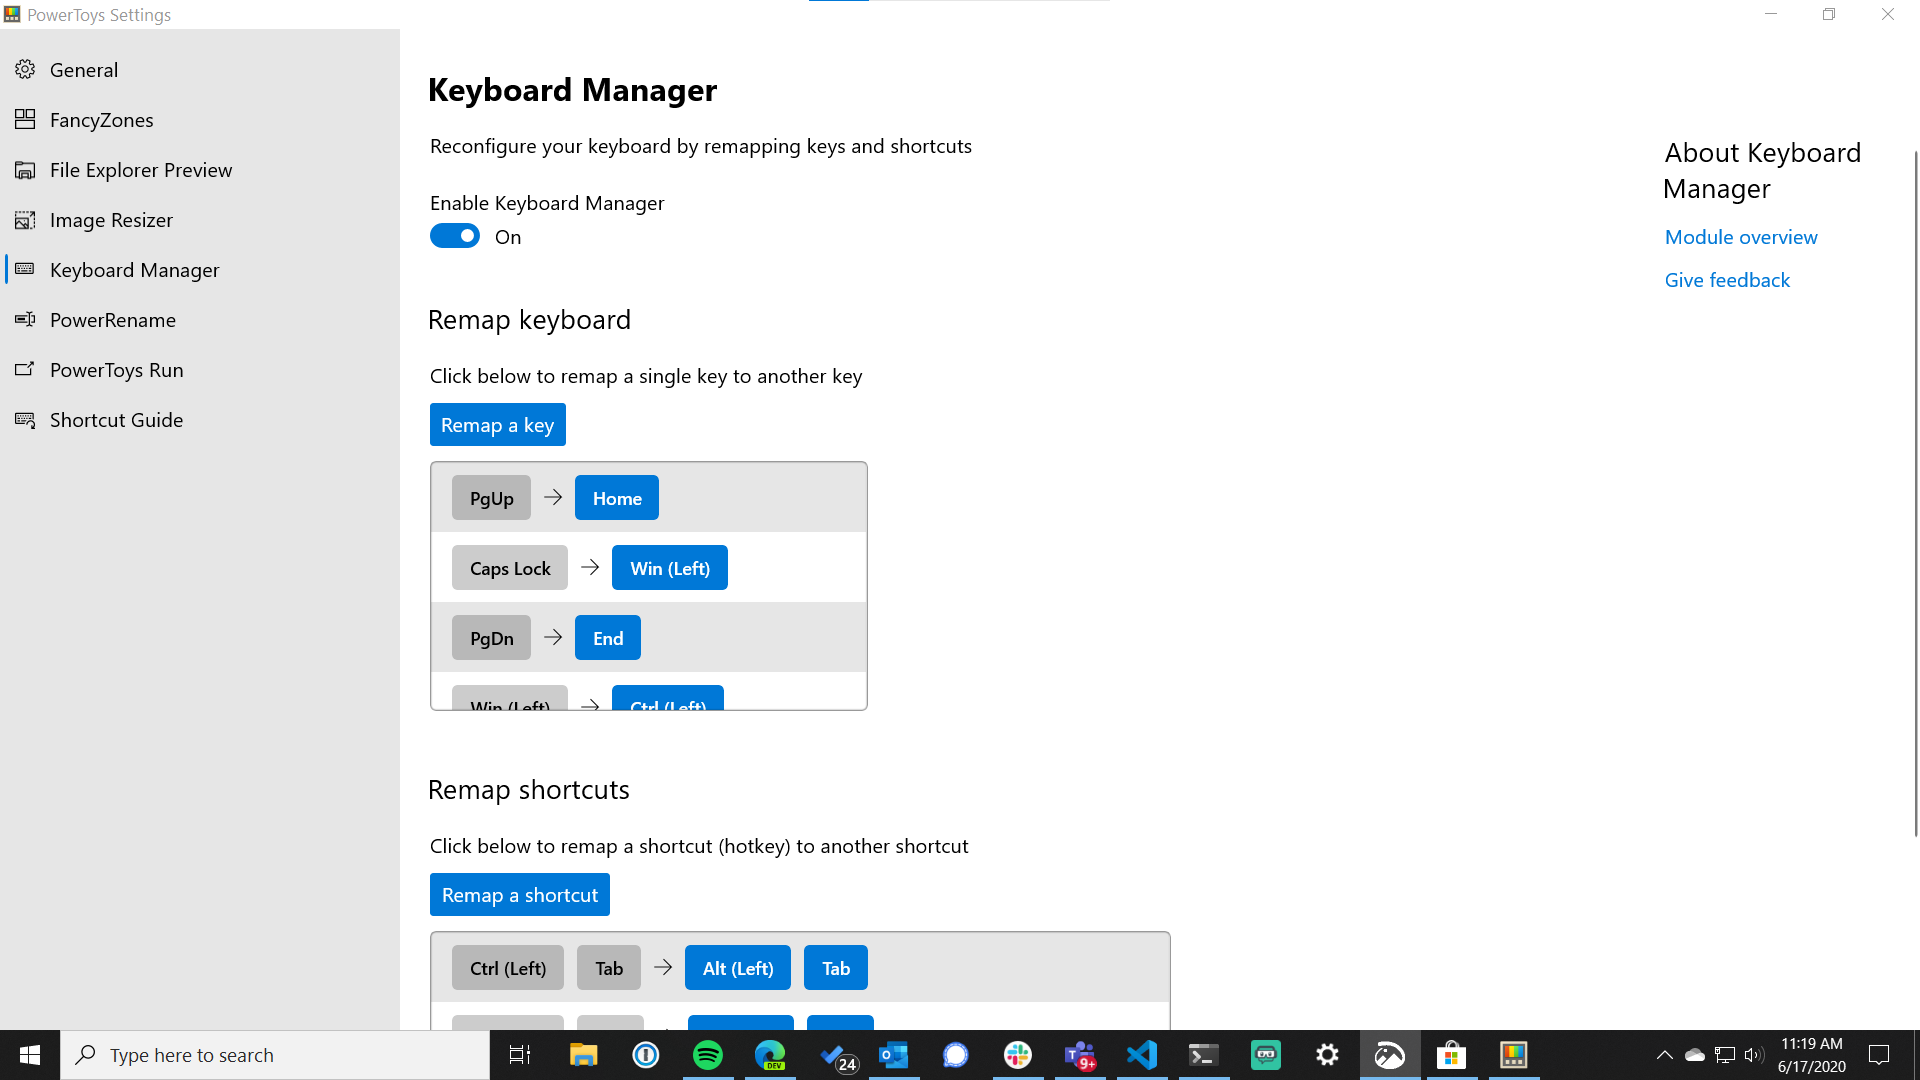 PowerToys Settings
General
FancyZones
File Explorer Preview
Image Resizer
Keyboard Manager
PowerRename
PowerToys Run
Shortcut Guide
Keyboard Manager
Reconfigure your keyboard by remapping keys and shortcuts
Enable Keyboard Manager
On
Remap keyboard
Click below to remap a single key to another key
Remap a key
PgUp → Home
Caps Lock → Win (Left)
PgDn → End
Win (Left) → Ctrl (Left)
Remap shortcuts
Click below to remap a shortcut (hotkey) to another shortcut
Remap a shortcut
Ctrl (Left) Tab → Alt (Left) Tab
About Keyboard
Manager
Module overview
Give feedback
Type here to search
DEV
24
9+
11:19 AM
6/17/2020